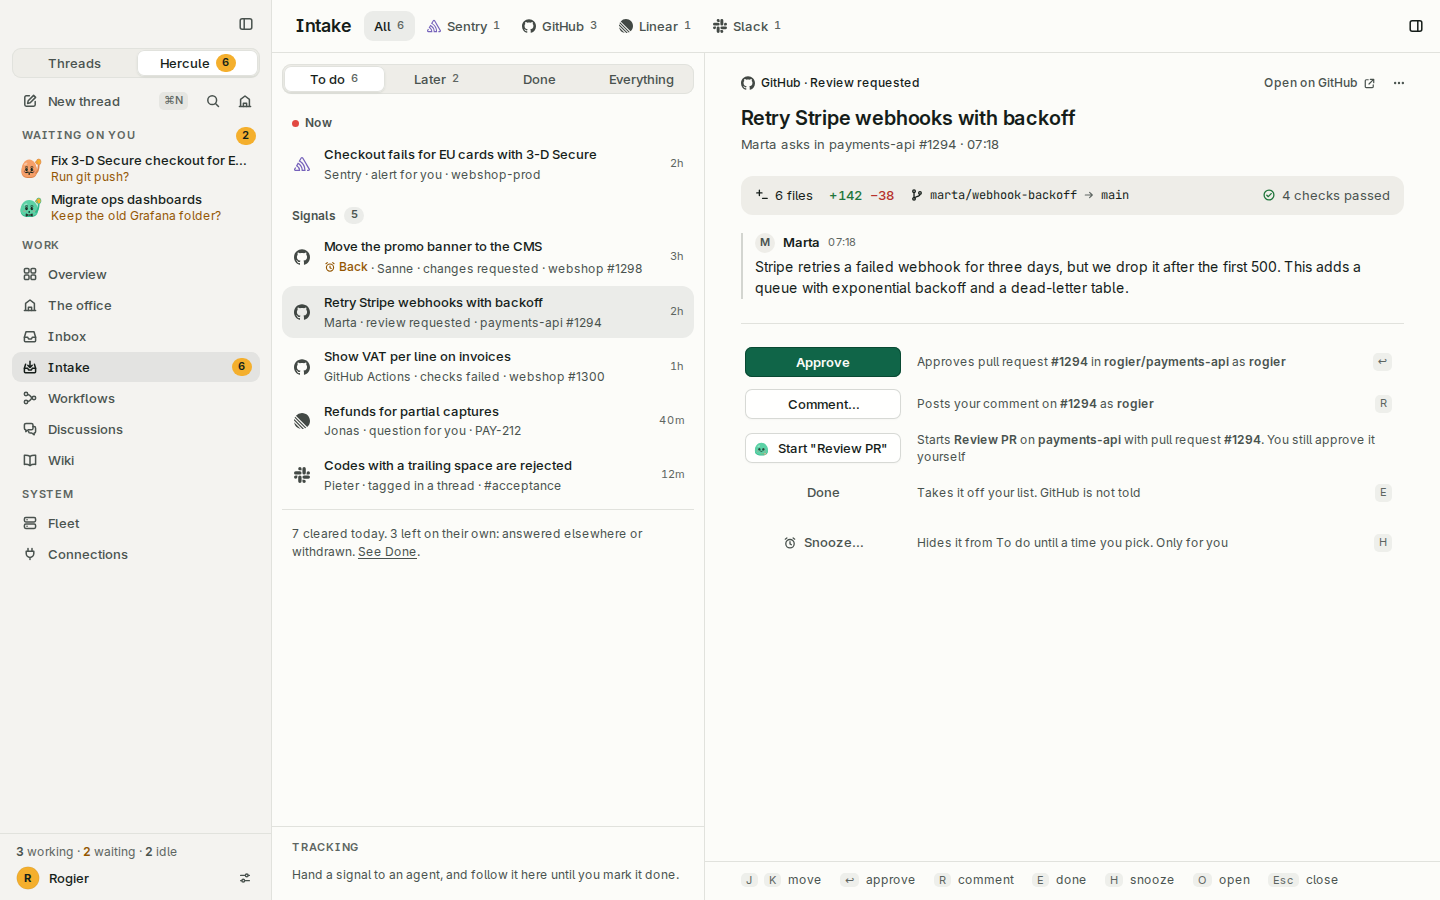 Threads
Hercule 6
New thread ⌘N
WAITING ON YOU 2
Fix 3-D Secure checkout for E...
Run git push?
Migrate ops dashboards
Keep the old Grafana folder?
WORK
Overview
The office
Inbox
Intake 6
Workflows
Discussions
Wiki
SYSTEM
Fleet
Connections
3 working · 2 waiting · 2 idle
R Rogier
Intake All 6 Sentry 1 GitHub 3 Linear 1 Slack 1
To do 6 Later 2 Done Everything
Now
Checkout fails for EU cards with 3-D Secure
Sentry · alert for you · webshop-prod
2h
Signals 5
Move the promo banner to the CMS
Back · Sanne · changes requested · webshop #1298
3h
Retry Stripe webhooks with backoff
Marta · review requested · payments-api #1294
2h
Show VAT per line on invoices
GitHub Actions · checks failed · webshop #1300
1h
Refunds for partial captures
Jonas · question for you · PAY-212
40m
Codes with a trailing space are rejected
Pieter · tagged in a thread · #acceptance
12m
7 cleared today. 3 left on their own: answered elsewhere or
withdrawn. See Done.
TRACKING
Hand a signal to an agent, and follow it here until you mark it done.
GitHub · Review requested
Open on GitHub
Retry Stripe webhooks with backoff
Marta asks in payments-api #1294 · 07:18
6 files +142 −38 marta/webhook-backoff → main 4 checks passed
M Marta 07:18
Stripe retries a failed webhook for three days, but we drop it after the first 500. This adds a
queue with exponential backoff and a dead-letter table.
Approve Approves pull request #1294 in rogier/payments-api as rogier ↩
Comment... Posts your comment on #1294 as rogier R
Start "Review PR" Starts Review PR on payments-api with pull request #1294. You still approve it
yourself
Done Takes it off your list. GitHub is not told E
Snooze... Hides it from To do until a time you pick. Only for you H
J K move ↩ approve R comment E done H snooze O open Esc close